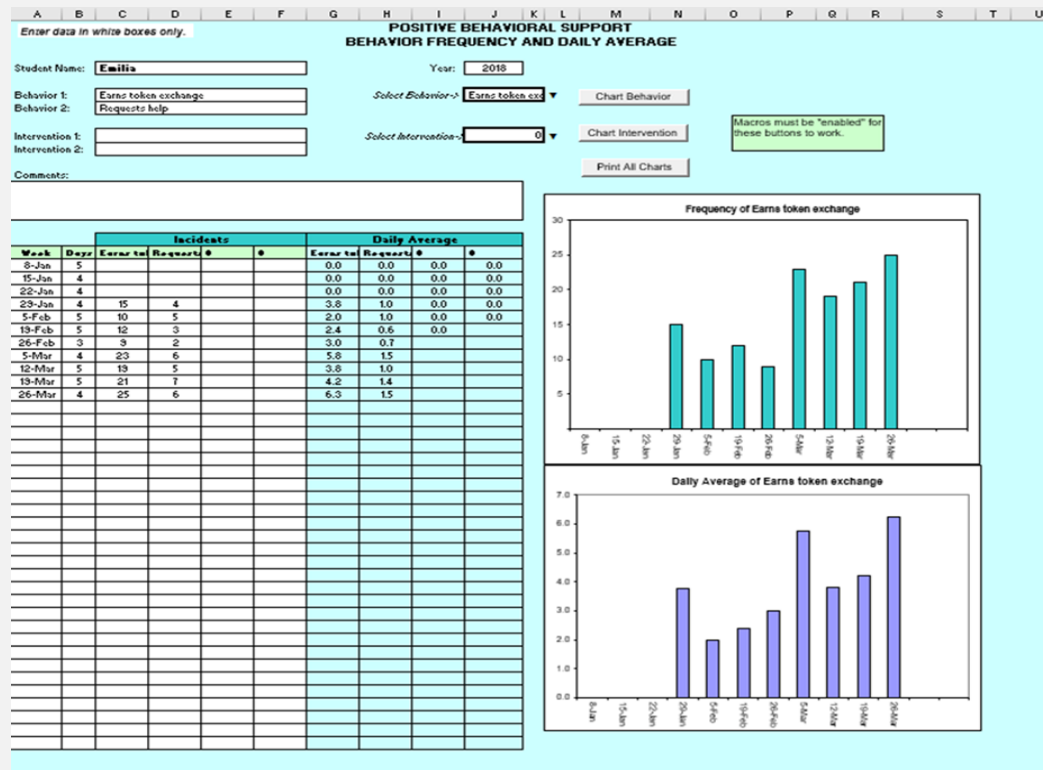 A B C D E F G H I J K L M N O P Q R S T U
Enter data in white boxes only.
POSITIVE BEHAVIORAL SUPPORT
BEHAVIOR FREQUENCY AND DAILY AVERAGE
Student Name: Emilia Year: 2018
Behavior 1: Earns token exchange Select Behavior-> Earns token exc Chart Behavior
Behavior 2: Requests help
Intervention 1: Select Intervention-> 0 Chart Intervention
Intervention 2:
Macros must be "enabled" for
these buttons to work.
Print All Charts
Comments:
Incidents Daily Average
Week Days Earns to Requests 0 0 Earns to Requests 0 0
8-Jan 5 0.0 0.0 0.0 0.0
15-Jan 4 0.0 0.0 0.0 0.0
22-Jan 4 0.0 0.0 0.0 0.0
29-Jan 4 15 4 3.8 1.0 0.0 0.0
5-Feb 5 10 5 2.0 1.0 0.0 0.0
19-Feb 5 12 3 2.4 0.6 0.0
26-Feb 3 9 2 3.0 0.7
5-Mar 4 23 6 5.8 1.5
12-Mar 5 19 5 3.8 1.0
19-Mar 5 21 7 4.2 1.4
26-Mar 4 25 6 6.3 1.5
Frequency of Earns token exchange
30
25
20
15
10
5
8-Jan 15-Jan 22-Jan 29-Jan 5-Feb 19-Feb 26-Feb 5-Mar 12-Mar 19-Mar 26-Mar
Daily Average of Earns token exchange
7.0
6.0
5.0
4.0
3.0
2.0
1.0
0.0
8-Jan 15-Jan 22-Jan 29-Jan 5-Feb 19-Feb 26-Feb 5-Mar 12-Mar 19-Mar 26-Mar